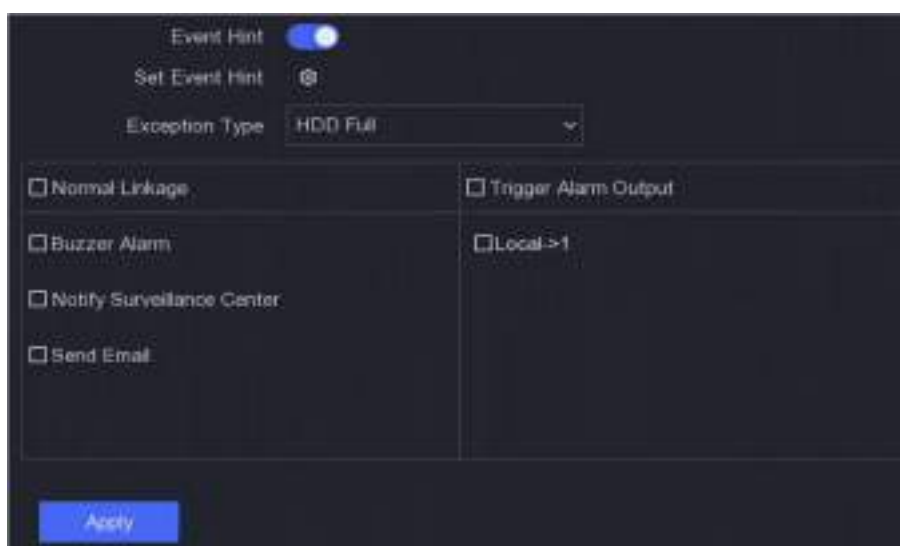 Event Hint
Set Event Hint
Exception Type HDD Full
Normal Linkage
Trigger Alarm Output
Buzzer Alarm
Local->1
Notify Surveillance Center
Send Email
Apply